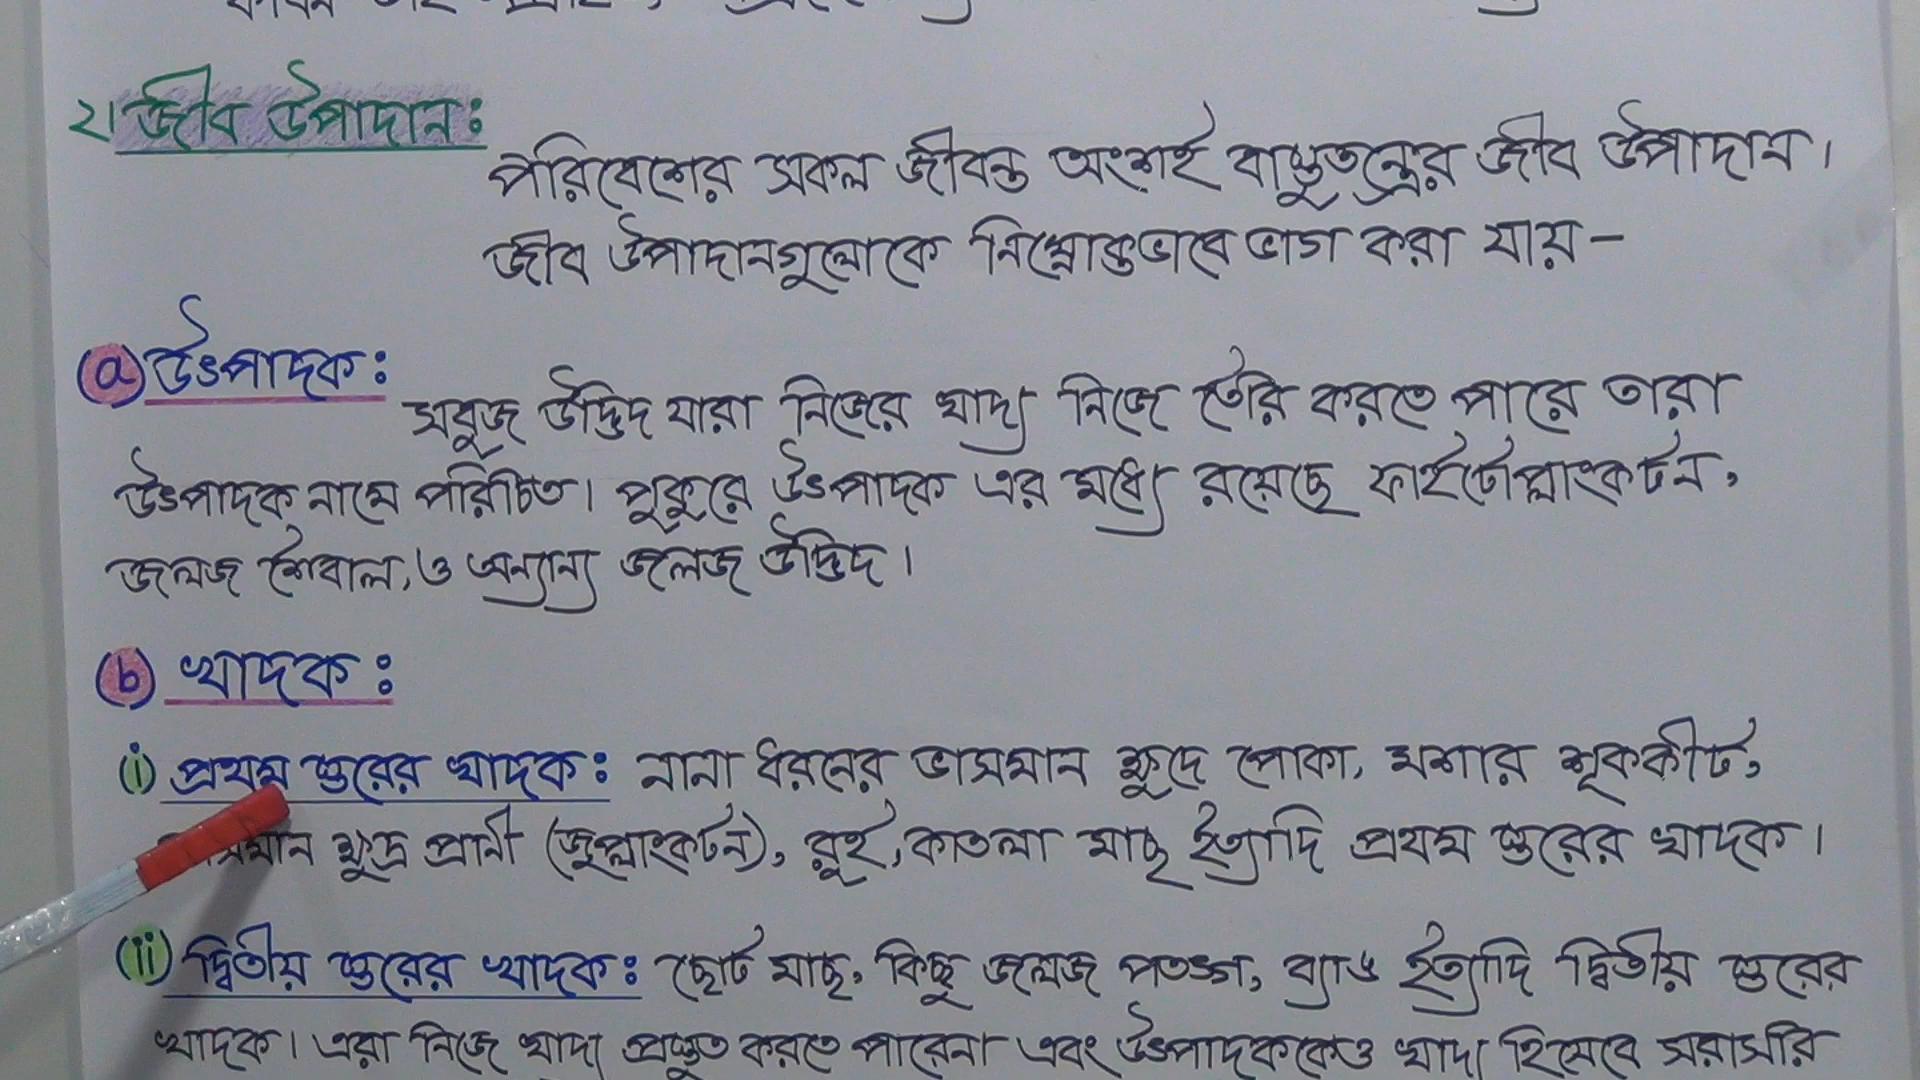 ২। জীব উপাদানঃ
পরিবেশের সকল জীবন্ত অংশই বাস্তুতন্ত্রের জীব উপাদান।
জীব উপাদানগুলোকে নিম্নোক্তভাবে ভাগ করা যায় –
(a) উৎপাদকঃ
সবুজ উদ্ভিদ যারা নিজের খাদ্য নিজে তৈরি করতে পারে তারা
উৎপাদক নামে পরিচিত। পুকুরে উৎপাদক এর মধ্যে রয়েছে ফাইটোপ্লাংকটন,
জলজ শৈবাল, ও অন্যান্য জলজ উদ্ভিদ।
(b) খাদকঃ
(i) প্রথম স্তরের খাদকঃ নানা ধরনের ভাসমান ক্ষুদে পোকা, মশার শূককীট,
ক্ষুদ্র প্রানী (জুপ্লাংকটন), রুই, কাতলা মাছ ইত্যাদি প্রথম স্তরের খাদক।
(ii) দ্বিতীয় স্তরের খাদকঃ ছোট মাছ, কিছু জলজ পতঙ্গ, ব্যাঙ ইত্যাদি দ্বিতীয় স্তরের
খাদক। এরা নিজে খাদ্য প্রস্তুত করতে পারেনা এবং উৎপাদককেও খাদ্য হিসেবে সরাসরি